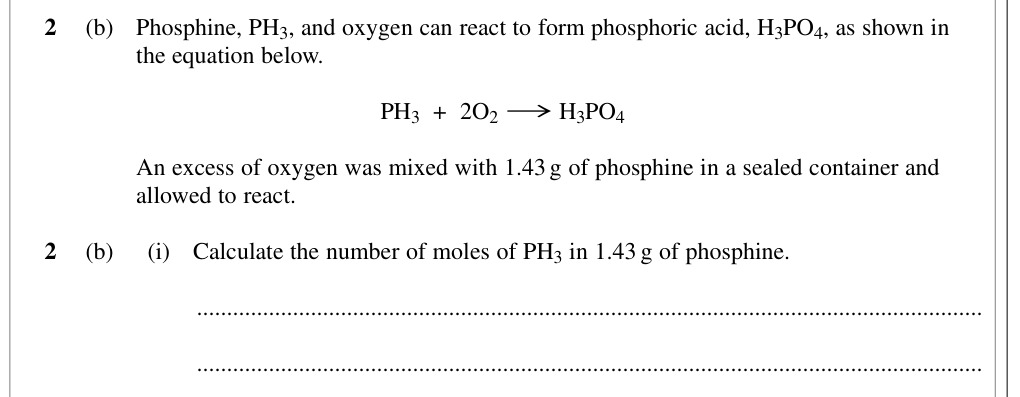 2 (b) Phosphine, PH3, and oxygen can react to form phosphoric acid, H3PO4, as shown in
the equation below.
PH3 + 2O2 ⟶ H3PO4
An excess of oxygen was mixed with 1.43 g of phosphine in a sealed container and
allowed to react.
2 (b) (i) Calculate the number of moles of PH3 in 1.43 g of phosphine.